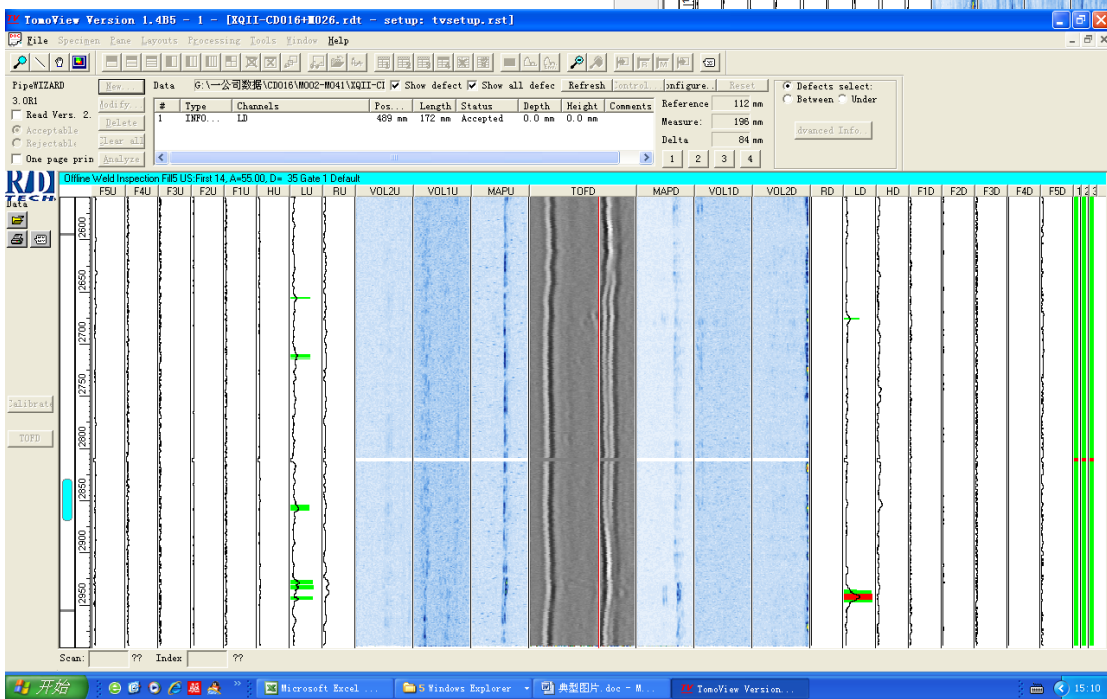 TomoView Version 1.4B5 - 1 - [XQII-CD016+M026.rdt - setup: tvsetup.rst]
File Specimen Pane Layouts Processing Tools Window Help
PipeWIZARD
3.0R1
Read Vers. 2.
Acceptable
Rejectable
One page prin
New...
Modify...
Delete
Clear all
Analyze
Data G:\一公司数据\CD016\M002-M041\XQII-CI Show defect Show all defec Refresh Control. onfigure.. Reset
# Type Channels Pos... Length Status Depth Height Comments
1 INFO... LD 489 mm 172 mm Accepted 0.0 mm 0.0 mm
Reference 112 mm
Measure: 196 mm
Delta 84 mm
1 2 3 4
Defects select:
Between Under
dvanced Info..
R/D TECH
Data
Offline Weld Inspection Fill5 US:First 14, A=55.00, D= 35 Gate 1 Default
F5U F4U F3U F2U F1U HU LU RU VOL2U VOL1U MAPU TOFD MAPD VOL1D VOL2D RD LD HD F1D F2D F3D F4D F5D 1 2 3
2600
2650
2700
2750
2800
2850
2900
2950
Calibrate
TOFD
Scan: ?? Index ??
开始 Microsoft Excel ... 5 Windows Explorer 典型图片.doc - M... TomoView Version... 15:10